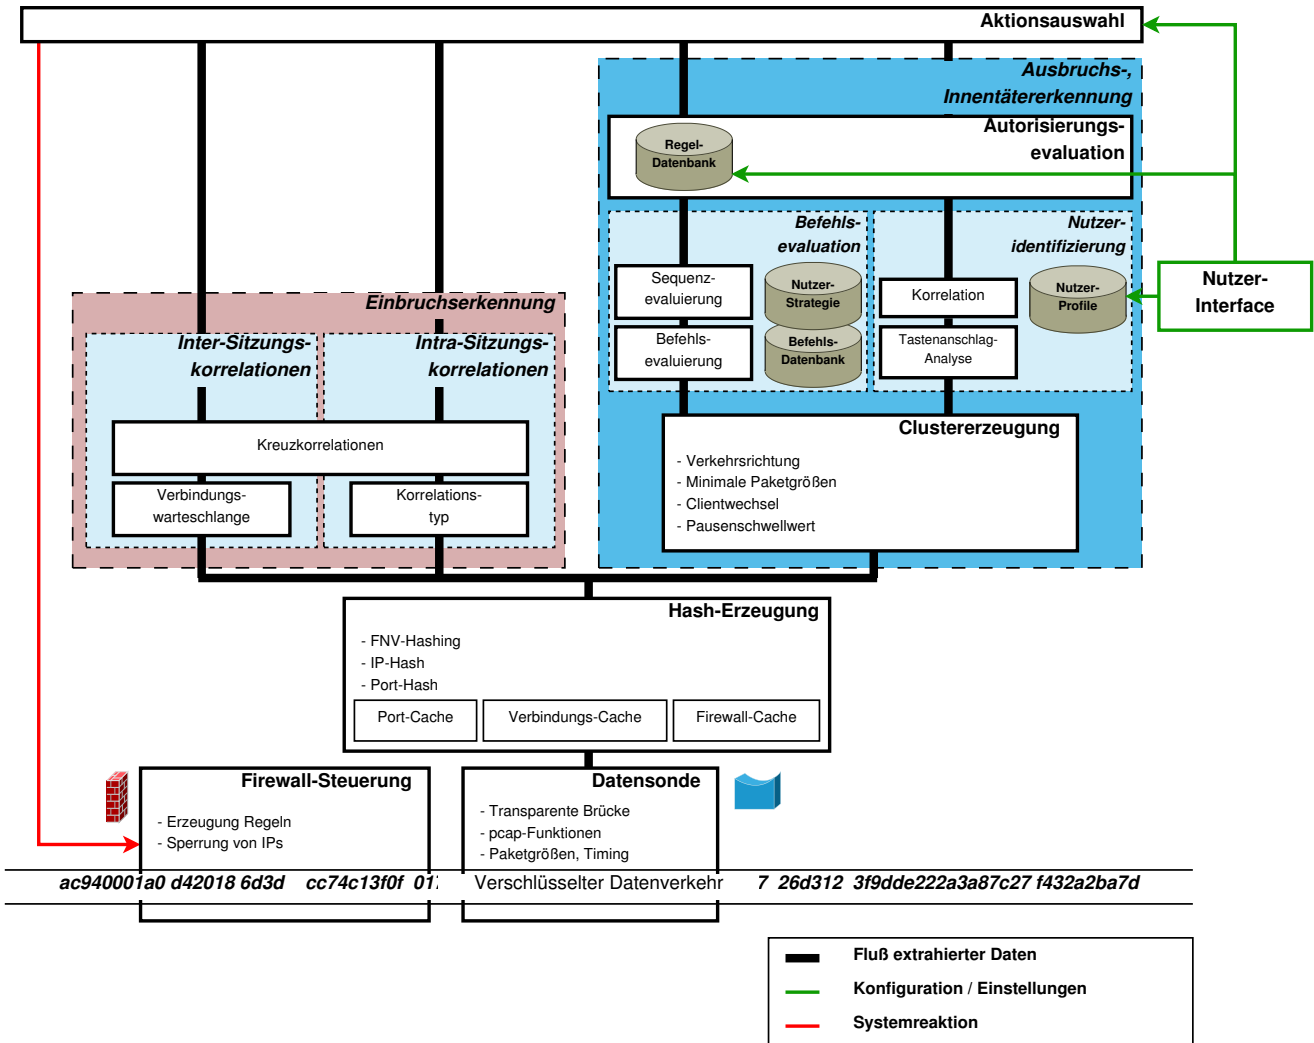 Aktionsauswahl
Ausbruchs-,
Innentätererkennung
Autorisierungs-
evaluation
Regel-
Datenbank
Befehls-
evaluation
Nutzer-
identifizierung
Sequenz-
evaluierung
Nutzer-
Strategie
Korrelation
Nutzer-
Profile
Nutzer-
Interface
Befehls-
evaluierung
Befehls-
Datenbank
Tastenanschlag-
Analyse
Einbruchserkennung
Inter-Sitzungs-
korrelationen
Intra-Sitzungs-
korrelationen
Kreuzkorrelationen
Verbindungs-
warteschlange
Korrelations-
typ
Clustererzeugung
- Verkehrsrichtung
- Minimale Paketgrößen
- Clientwechsel
- Pausenschwellwert
Hash-Erzeugung
- FNV-Hashing
- IP-Hash
- Port-Hash
Port-Cache
Verbindungs-Cache
Firewall-Cache
Firewall-Steuerung
- Erzeugung Regeln
- Sperrung von IPs
Datensonde
- Transparente Brücke
- pcap-Funktionen
- Paketgrößen, Timing
ac940001a0 d42018 6d3d cc74c13f0f Verschlüsselter Datenverkehr 7 26d312 3f9dde222a3a87c27 f432a2ba7d
Fluß extrahierter Daten
Konfiguration / Einstellungen
Systemreaktion